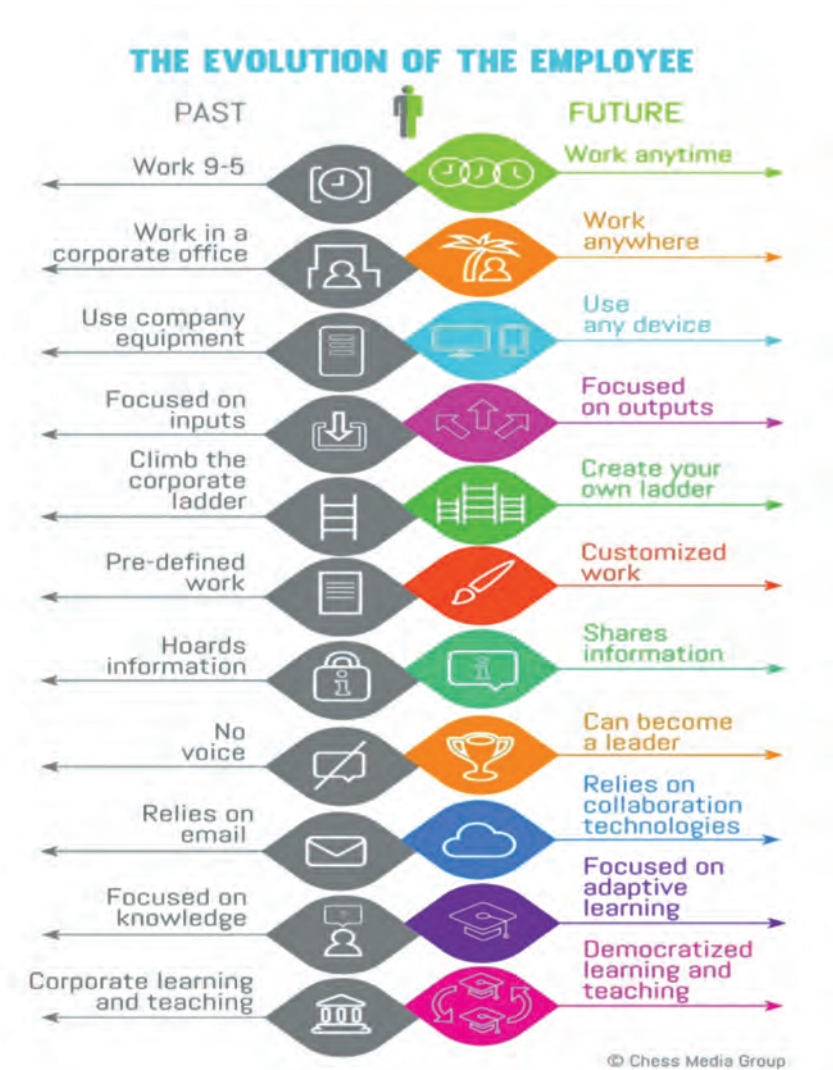 THE EVOLUTION OF THE EMPLOYEE
PAST
FUTURE
Work 9-5
Work anytime
Work in a
corporate office
Work
anywhere
Use company
equipment
Use
any device
Focused on
inputs
Focused
on outputs
Climb the
corporate
ladder
Create your
own ladder
Pre-defined
work
Customized
work
Hoards
information
Shares
information
No
voice
Can become
a leader
Relies on
email
Relies on
collaboration
technologies
Focused on
knowledge
Focused on
adaptive
learning
Corporate learning
and teaching
Democratized
learning and
teaching
© Chess Media Group